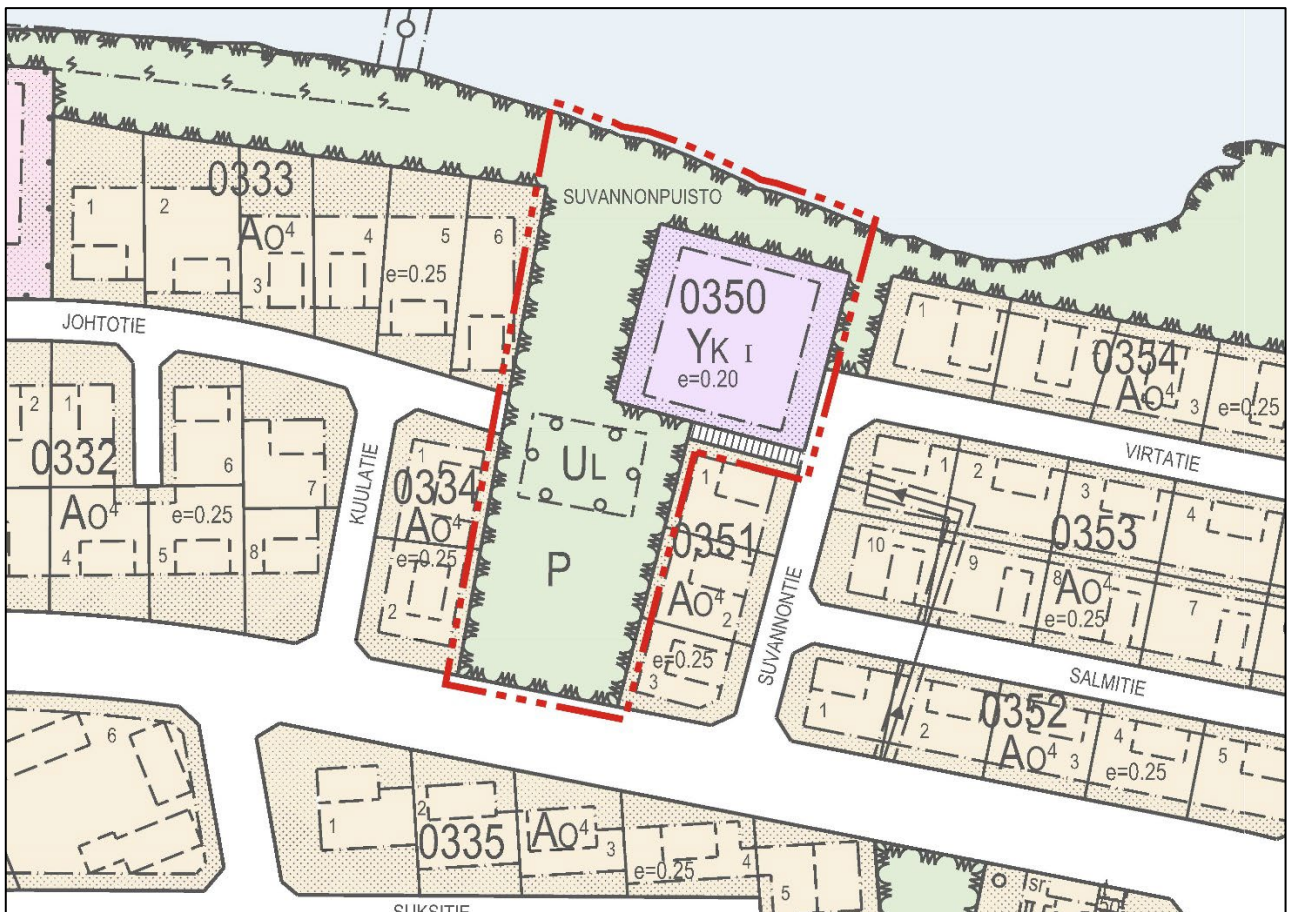 0333
AO⁴
1
2
3
4
5
6
e=0.25
SUVANNONPUISTO
0350
YK I
e=0.20
JOHTOTIE
1
0354
AO⁴
3
e=0.25
VIRTATIE
2
1
0332
AO⁴
6
7
e=0.25
4
5
8
KUULATIE
1
0334
AO⁴
e=0.25
2
UL
P
1
0351
AO⁴
2
e=0.25
3
SUVANNONTIE
1
2
3
4
0353
10
9
8
AO⁴
7
e=0.25
SALMITIE
1
2
0352
AO⁴
3
4
e=0.25
5
6
1
2
0335
AO⁴
3
e=0.25
4
5
sr
SUKSITIE